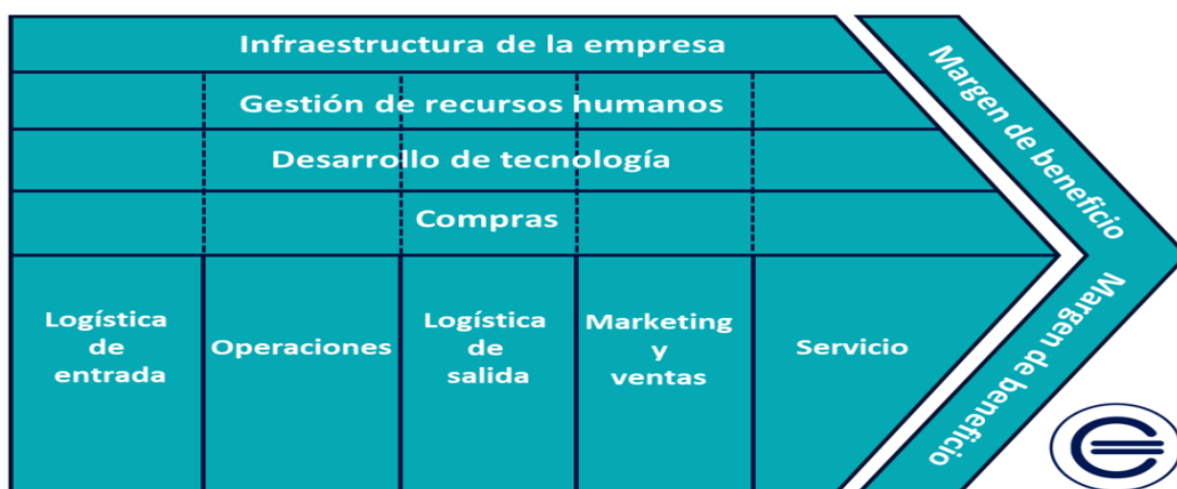 Infraestructura de la empresa
Gestión de recursos humanos
Desarrollo de tecnología
Compras
Logística
de
entrada
Operaciones
Logística
de
salida
Marketing
y
ventas
Servicio
Margen de beneficio
Margen de beneficio